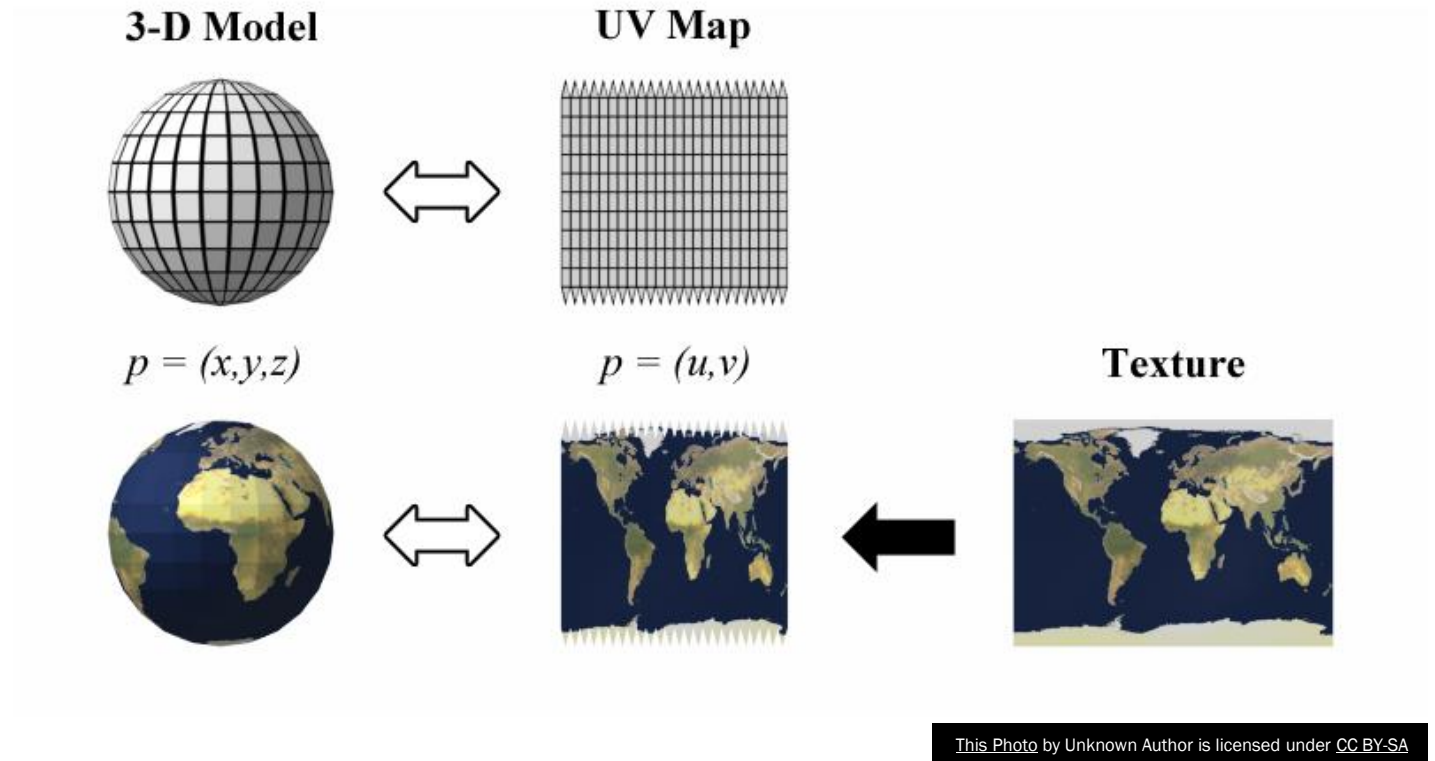 3-D Model
UV Map
p = (x,y,z)
p = (u,v)
Texture
This Photo by Unknown Author is licensed under CC BY-SA